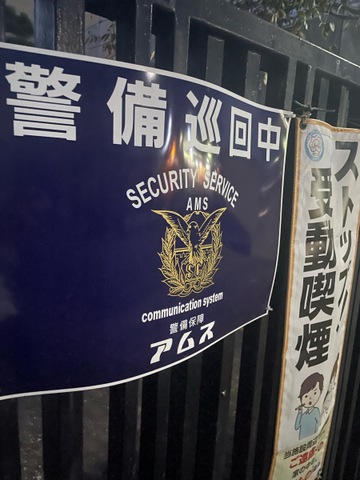 警備巡回中
SECURITY SERVICE
AMS
communication system
警備保障
アムス
ストップ!
受動喫煙